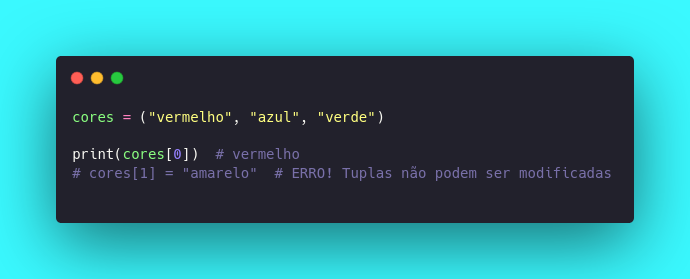 cores = ("vermelho", "azul", "verde")
print(cores[0])  # vermelho
# cores[1] = "amarelo"  # ERRO! Tuplas não podem ser modificadas